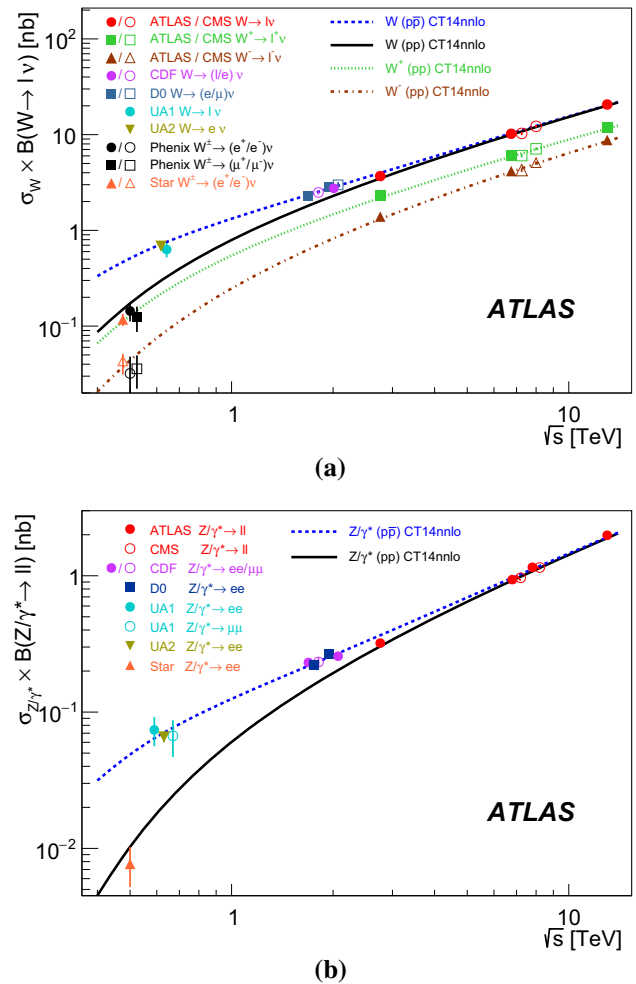 σ_W × B(W→ l ν) [nb]
10²
10
1
10⁻¹
ATLAS / CMS W→ lν
ATLAS / CMS W⁺→ l⁺ν
ATLAS / CMS W⁻→ l⁻ν
CDF W→ (l/e) ν
D0 W→ (e/μ)ν
UA1 W→ l ν
UA2 W→ e ν
Phenix W±→ (e⁺/e⁻)ν
Phenix W±→ (μ⁺/μ⁻)ν
Star W±→ (e⁺/e⁻)ν
W (pp̅) CT14nnlo
W (pp) CT14nnlo
W⁺ (pp) CT14nnlo
W⁻ (pp) CT14nnlo
ATLAS
1
10
√s [TeV]
(a)
σ_Z/γ* × B(Z/γ*→ ll) [nb]
1
10⁻¹
10⁻²
ATLAS Z/γ*→ ll
CMS Z/γ*→ ll
CDF Z/γ*→ ee/μμ
D0 Z/γ*→ ee
UA1 Z/γ*→ ee
UA1 Z/γ*→ μμ
UA2 Z/γ*→ ee
Star Z/γ*→ ee
Z/γ* (pp̅) CT14nnlo
Z/γ* (pp) CT14nnlo
ATLAS
1
10
√s [TeV]
(b)